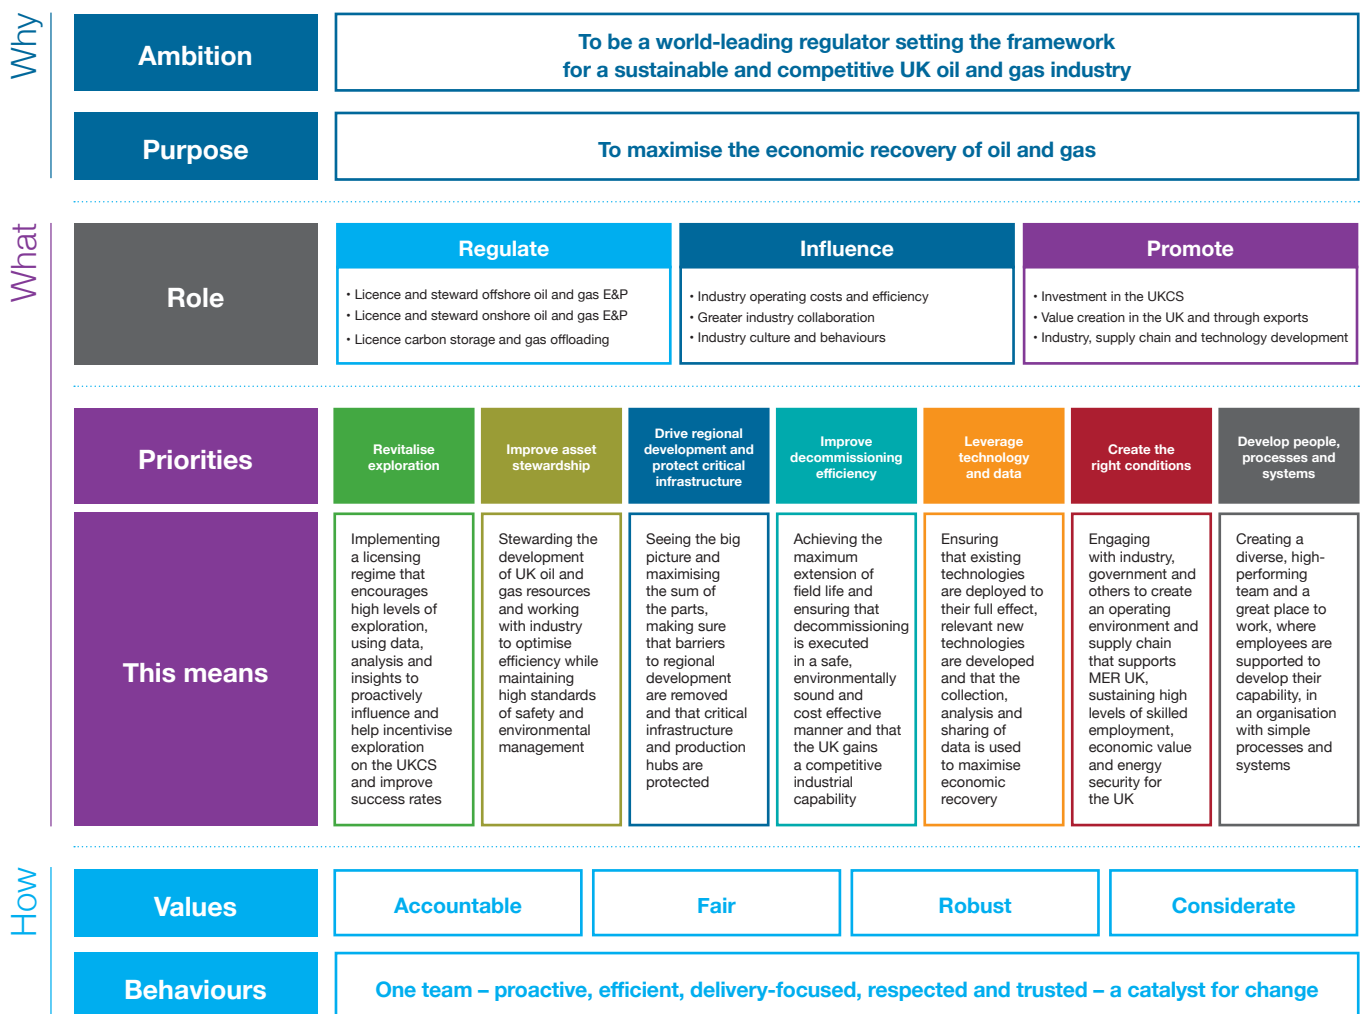 Why
Ambition
To be a world-leading regulator setting the framework
for a sustainable and competitive UK oil and gas industry
Purpose
To maximise the economic recovery of oil and gas
What
Role
Regulate
• Licence and steward offshore oil and gas E&P
• Licence and steward onshore oil and gas E&P
• Licence carbon storage and gas offloading
Influence
• Industry operating costs and efficiency
• Greater industry collaboration
• Industry culture and behaviours
Promote
• Investment in the UKCS
• Value creation in the UK and through exports
• Industry, supply chain and technology development
Priorities
Revitalise
exploration
Improve asset
stewardship
Drive regional
development and
protect critical
infrastructure
Improve
decommissioning
efficiency
Leverage
technology
and data
Create the
right conditions
Develop people,
processes and
systems
This means
Implementing
a licensing
regime that
encourages
high levels of
exploration,
using data,
analysis and
insights to
proactively
influence and
help incentivise
exploration
on the UKCS
and improve
success rates
Stewarding the
development
of UK oil and
gas resources
and working
with industry
to optimise
efficiency while
maintaining
high standards
of safety and
environmental
management
Seeing the big
picture and
maximising
the sum of
the parts,
making sure
that barriers
to regional
development
are removed
and that critical
infrastructure
and production
hubs are
protected
Achieving the
maximum
extension of
field life and
ensuring that
decommissioning
is executed
in a safe,
environmentally
sound and
cost effective
manner and that
the UK gains
a competitive
industrial
capability
Ensuring
that existing
technologies
are deployed to
their full effect,
relevant new
technologies
are developed
and that the
collection,
analysis and
sharing of
data is used
to maximise
economic
recovery
Engaging
with industry,
government and
others to create
an operating
environment and
supply chain
that supports
MER UK,
sustaining high
levels of skilled
employment,
economic value
and energy
security for
the UK
Creating a
diverse, high-
performing
team and a
great place to
work, where
employees are
supported to
develop their
capability, in
an organisation
with simple
processes and
systems
How
Values
Accountable
Fair
Robust
Considerate
Behaviours
One team – proactive, efficient, delivery-focused, respected and trusted – a catalyst for change